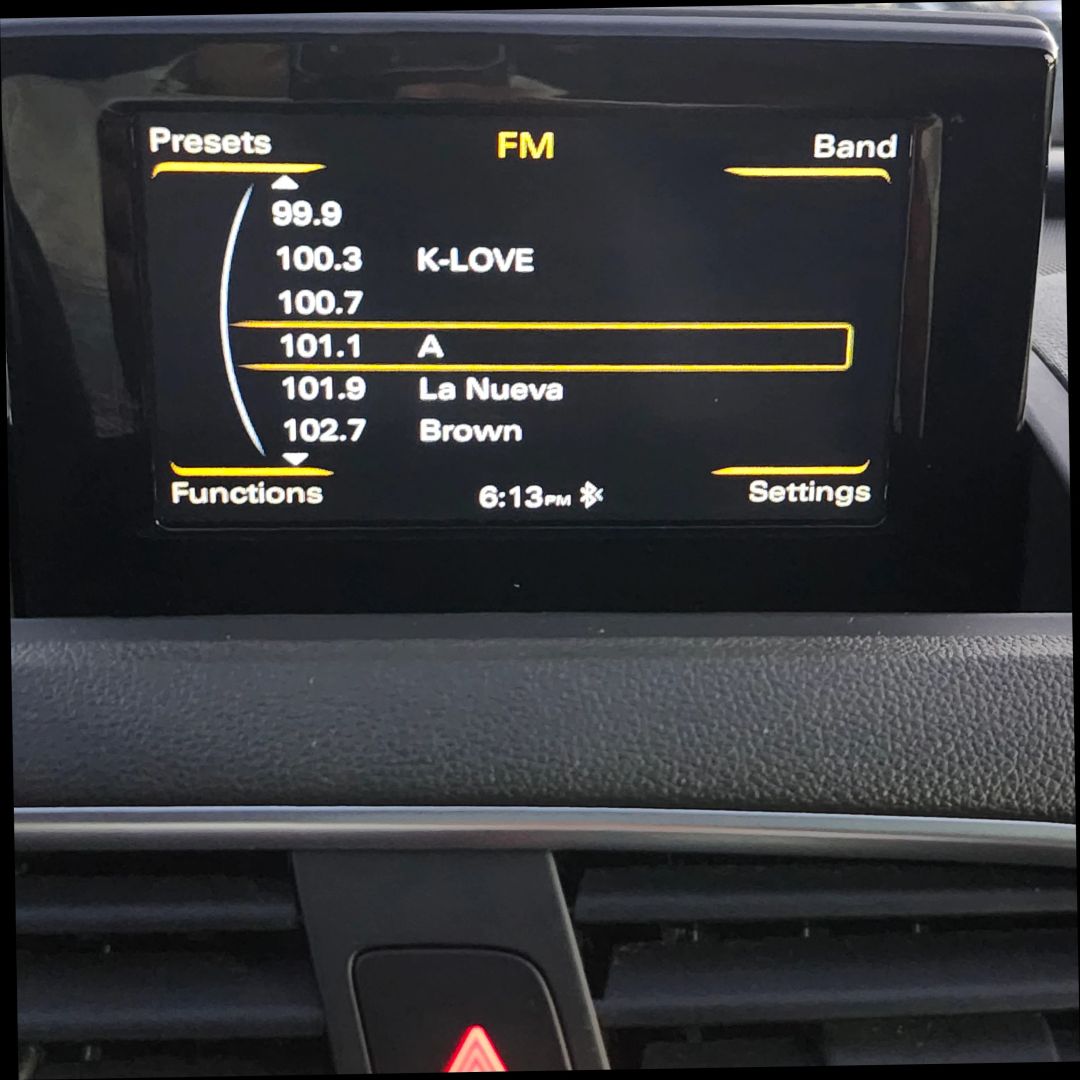 Presets FM Band
99.9
100.3 K-LOVE
100.7
101.1 A
101.9 La Nueva
102.7 Brown
Functions 6:13PM Settings